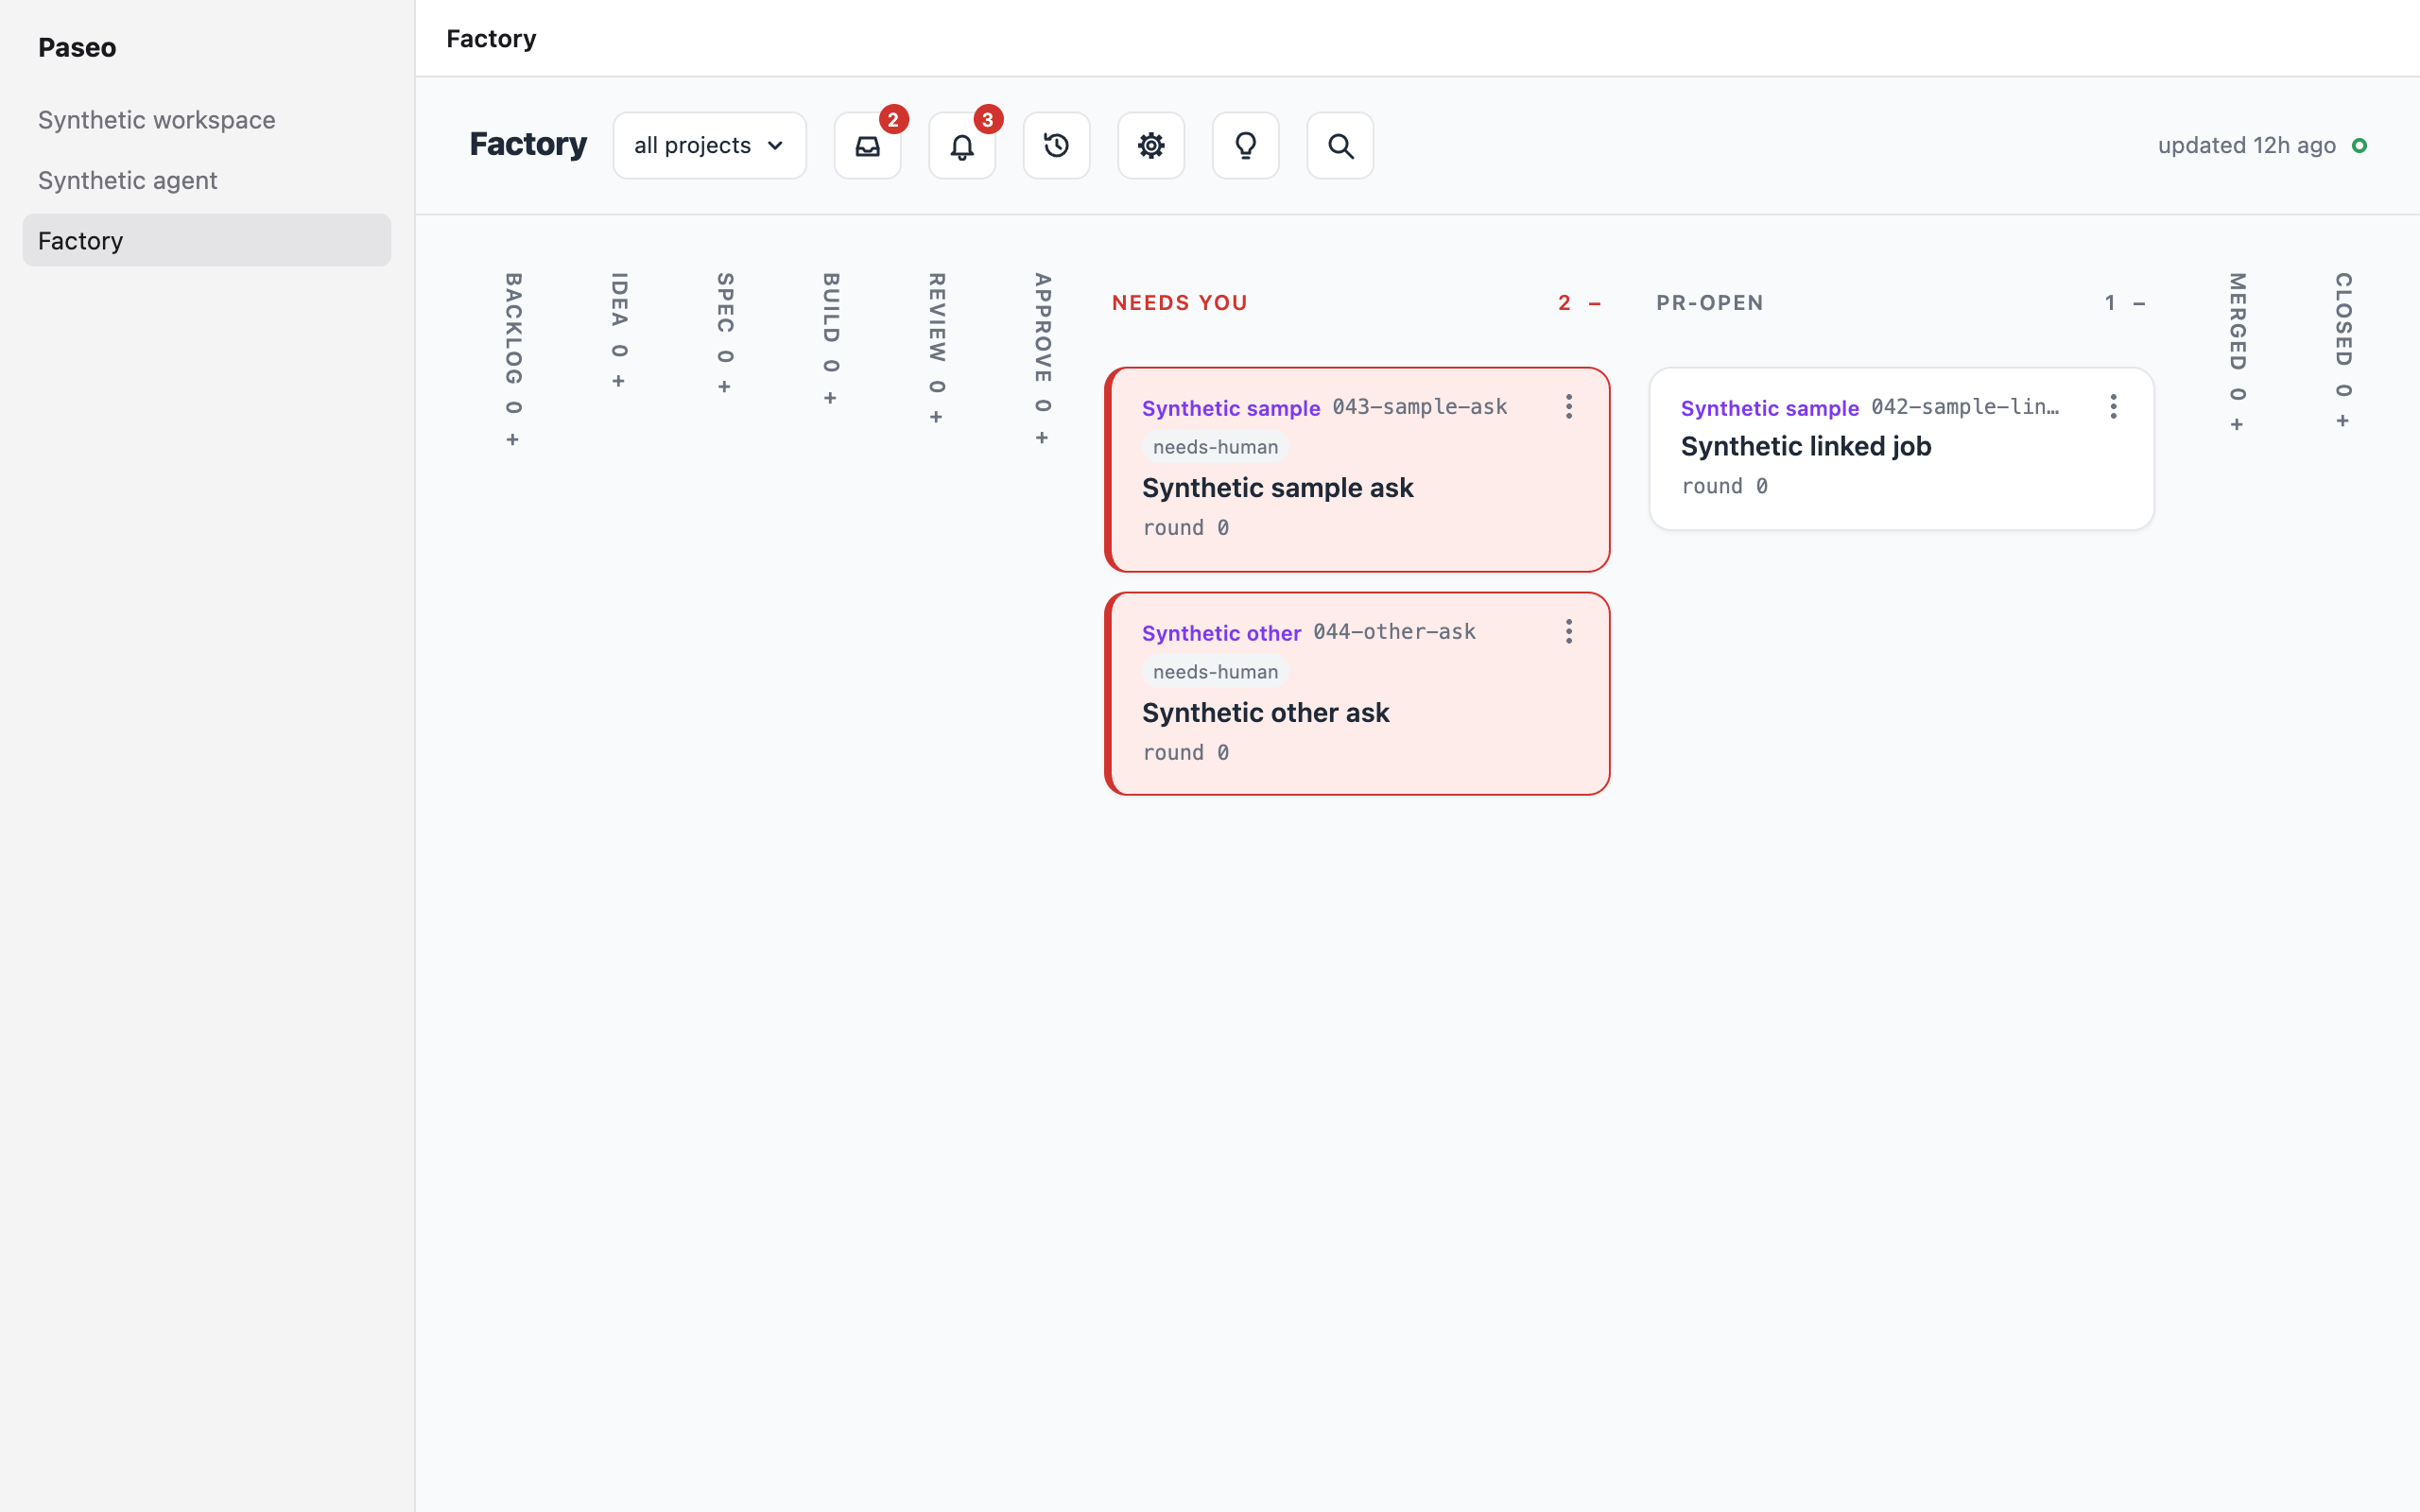 Paseo
Synthetic workspace
Synthetic agent
Factory
Factory
Factory
all projects
2
3
updated 12h ago
BACKLOG 0 +
IDEA 0 +
SPEC 0 +
BUILD 0 +
REVIEW 0 +
APPROVE 0 +
NEEDS YOU 2 –
Synthetic sample 043-sample-ask
needs-human
Synthetic sample ask
round 0
Synthetic other 044-other-ask
needs-human
Synthetic other ask
round 0
PR-OPEN 1 –
Synthetic sample 042-sample-lin…
Synthetic linked job
round 0
MERGED 0 +
CLOSED 0 +